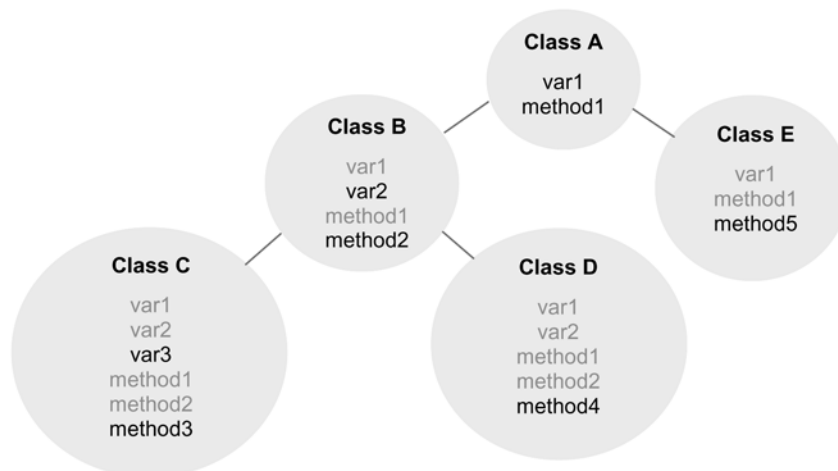 Class A
var1
method1
Class B
var1
var2
method1
method2
Class E
var1
method1
method5
Class C
var1
var2
var3
method1
method2
method3
Class D
var1
var2
method1
method2
method4